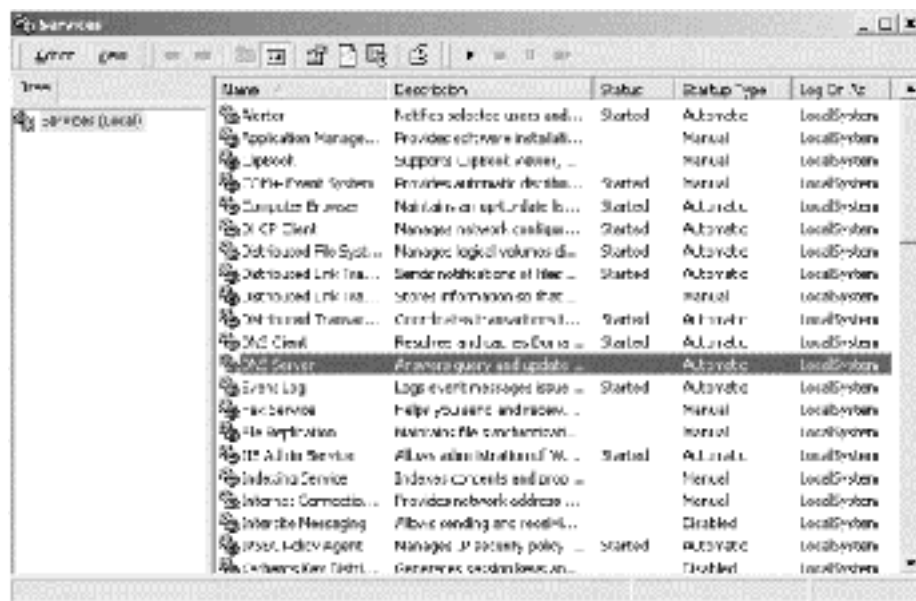 Services
Action View
Tree
Services (Local)
Name Description Status Startup Type Log On As
Alerter Notifies selected users and... Started Automatic LocalSystem
Application Manage... Provides software installati... Manual LocalSystem
ClipBook Supports ClipBook Viewer, ... Manual LocalSystem
COM+ Event System Provides automatic distribu... Started Manual LocalSystem
Computer Browser Maintains an up-to-date lis... Started Automatic LocalSystem
DHCP Client Manages network configur... Started Automatic LocalSystem
Distributed File Syst... Manages logical volumes di... Started Automatic LocalSystem
Distributed Link Tra... Sends notifications of files ... Started Automatic LocalSystem
Distributed Link Tra... Stores information so that ... Manual LocalSystem
Distributed Transac... Coordinates transactions t... Started Automatic LocalSystem
DNS Client Resolves and caches Doma... Started Automatic LocalSystem
DNS Server Answers query and update ... Automatic LocalSystem
Event Log Logs event messages issue... Started Automatic LocalSystem
Fax Service Helps you send and receiv... Manual LocalSystem
File Replication Maintains file synchronizati... Manual LocalSystem
IIS Admin Service Allows administration of W... Started Automatic LocalSystem
Indexing Service Indexes contents and prop... Manual LocalSystem
Internet Connectio... Provides network address ... Manual LocalSystem
Intersite Messaging Allows sending and receivi... Disabled LocalSystem
IPSEC Policy Agent Manages IP security policy ... Started Automatic LocalSystem
Kerberos Key Distri... Generates session keys an... Disabled LocalSystem